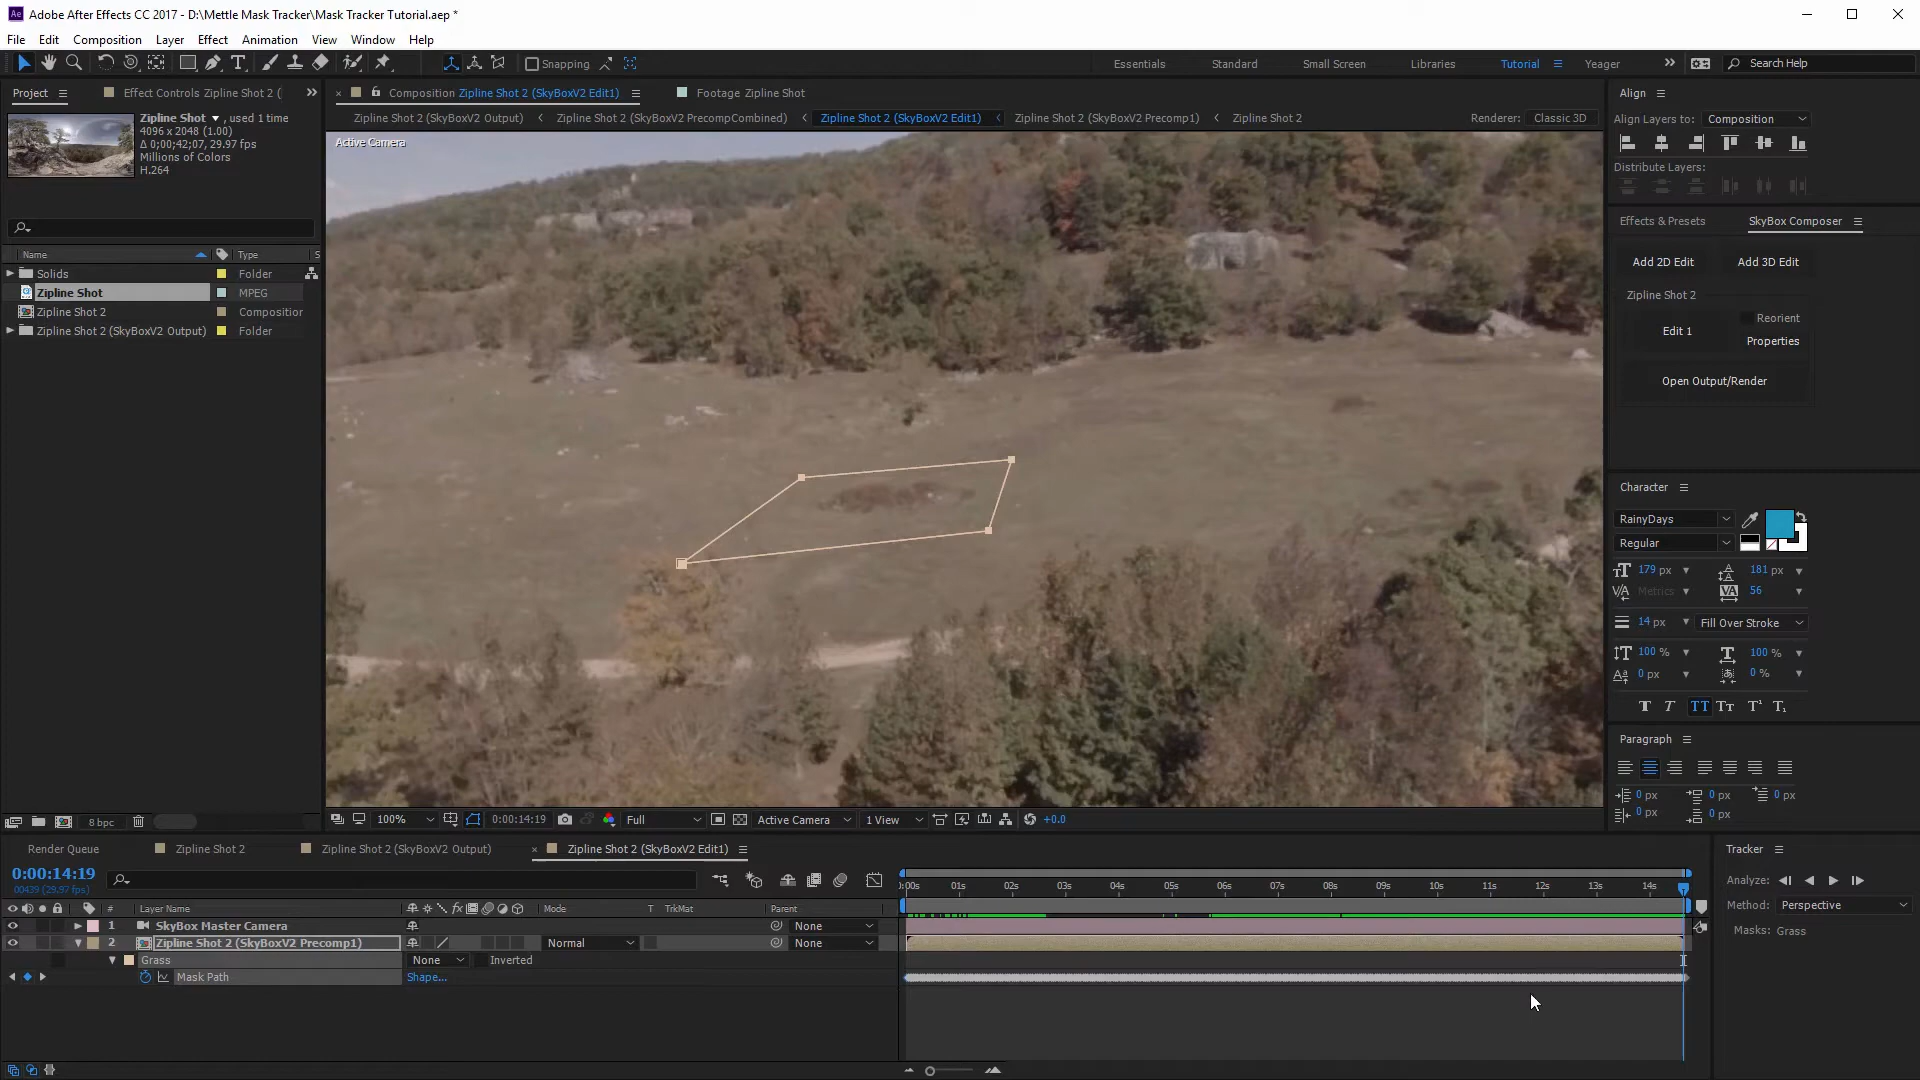 Adobe After Effects CC 2017 - D:\Mettle Mask Tracker\Mask Tracker Tutorial.aep *
File Edit Composition Layer Effect Animation View Window Help
Snapping
Essentials Standard Small Screen Libraries Tutorial Yeager Search Help
Project Effect Controls Zipline Shot 2 (
Composition Zipline Shot 2 (SkyBoxV2 Edit1) Footage Zipline Shot
Align
Zipline Shot , used 1 time
4096 x 2048 (1.00)
Δ 0;00;42;07, 29.97 fps
Millions of Colors
H.264
Zipline Shot 2 (SkyBoxV2 Output) Zipline Shot 2 (SkyBoxV2 PrecompCombined) Zipline Shot 2 (SkyBoxV2 Edit1) Zipline Shot 2 (SkyBoxV2 Precomp1) Zipline Shot 2 Renderer: Classic 3D
Active Camera
Align Layers to: Composition
Distribute Layers:
Effects & Presets SkyBox Composer
Name Type S
Solids Folder
Zipline Shot MPEG
Zipline Shot 2 Composition
Zipline Shot 2 (SkyBoxV2 Output) Folder
Add 2D Edit Add 3D Edit
Zipline Shot 2
Edit 1 Reorient
Properties
Open Output/Render
Character
RainyDays
Regular
179 px 181 px
Metrics 56
14 px Fill Over Stroke
100 % 100 %
0 px 0 %
Paragraph
0 px 0 px 0 px
0 px 0 px
8 bpc
100% 0:00:14:19 Full Active Camera 1 View +0.0
Render Queue Zipline Shot 2 Zipline Shot 2 (SkyBoxV2 Output) Zipline Shot 2 (SkyBoxV2 Edit1)
0:00:14:19
00439 (29.97 fps)
:00s 01s 02s 03s 04s 05s 06s 07s 08s 09s 10s 11s 12s 13s 14s
# Layer Name Mode T TrkMat Parent
1 SkyBox Master Camera None
2 Zipline Shot 2 (SkyBoxV2 Precomp1) Normal None
Grass None Inverted
Mask Path Shape...
Tracker
Analyze:
Method: Perspective
Masks: Grass